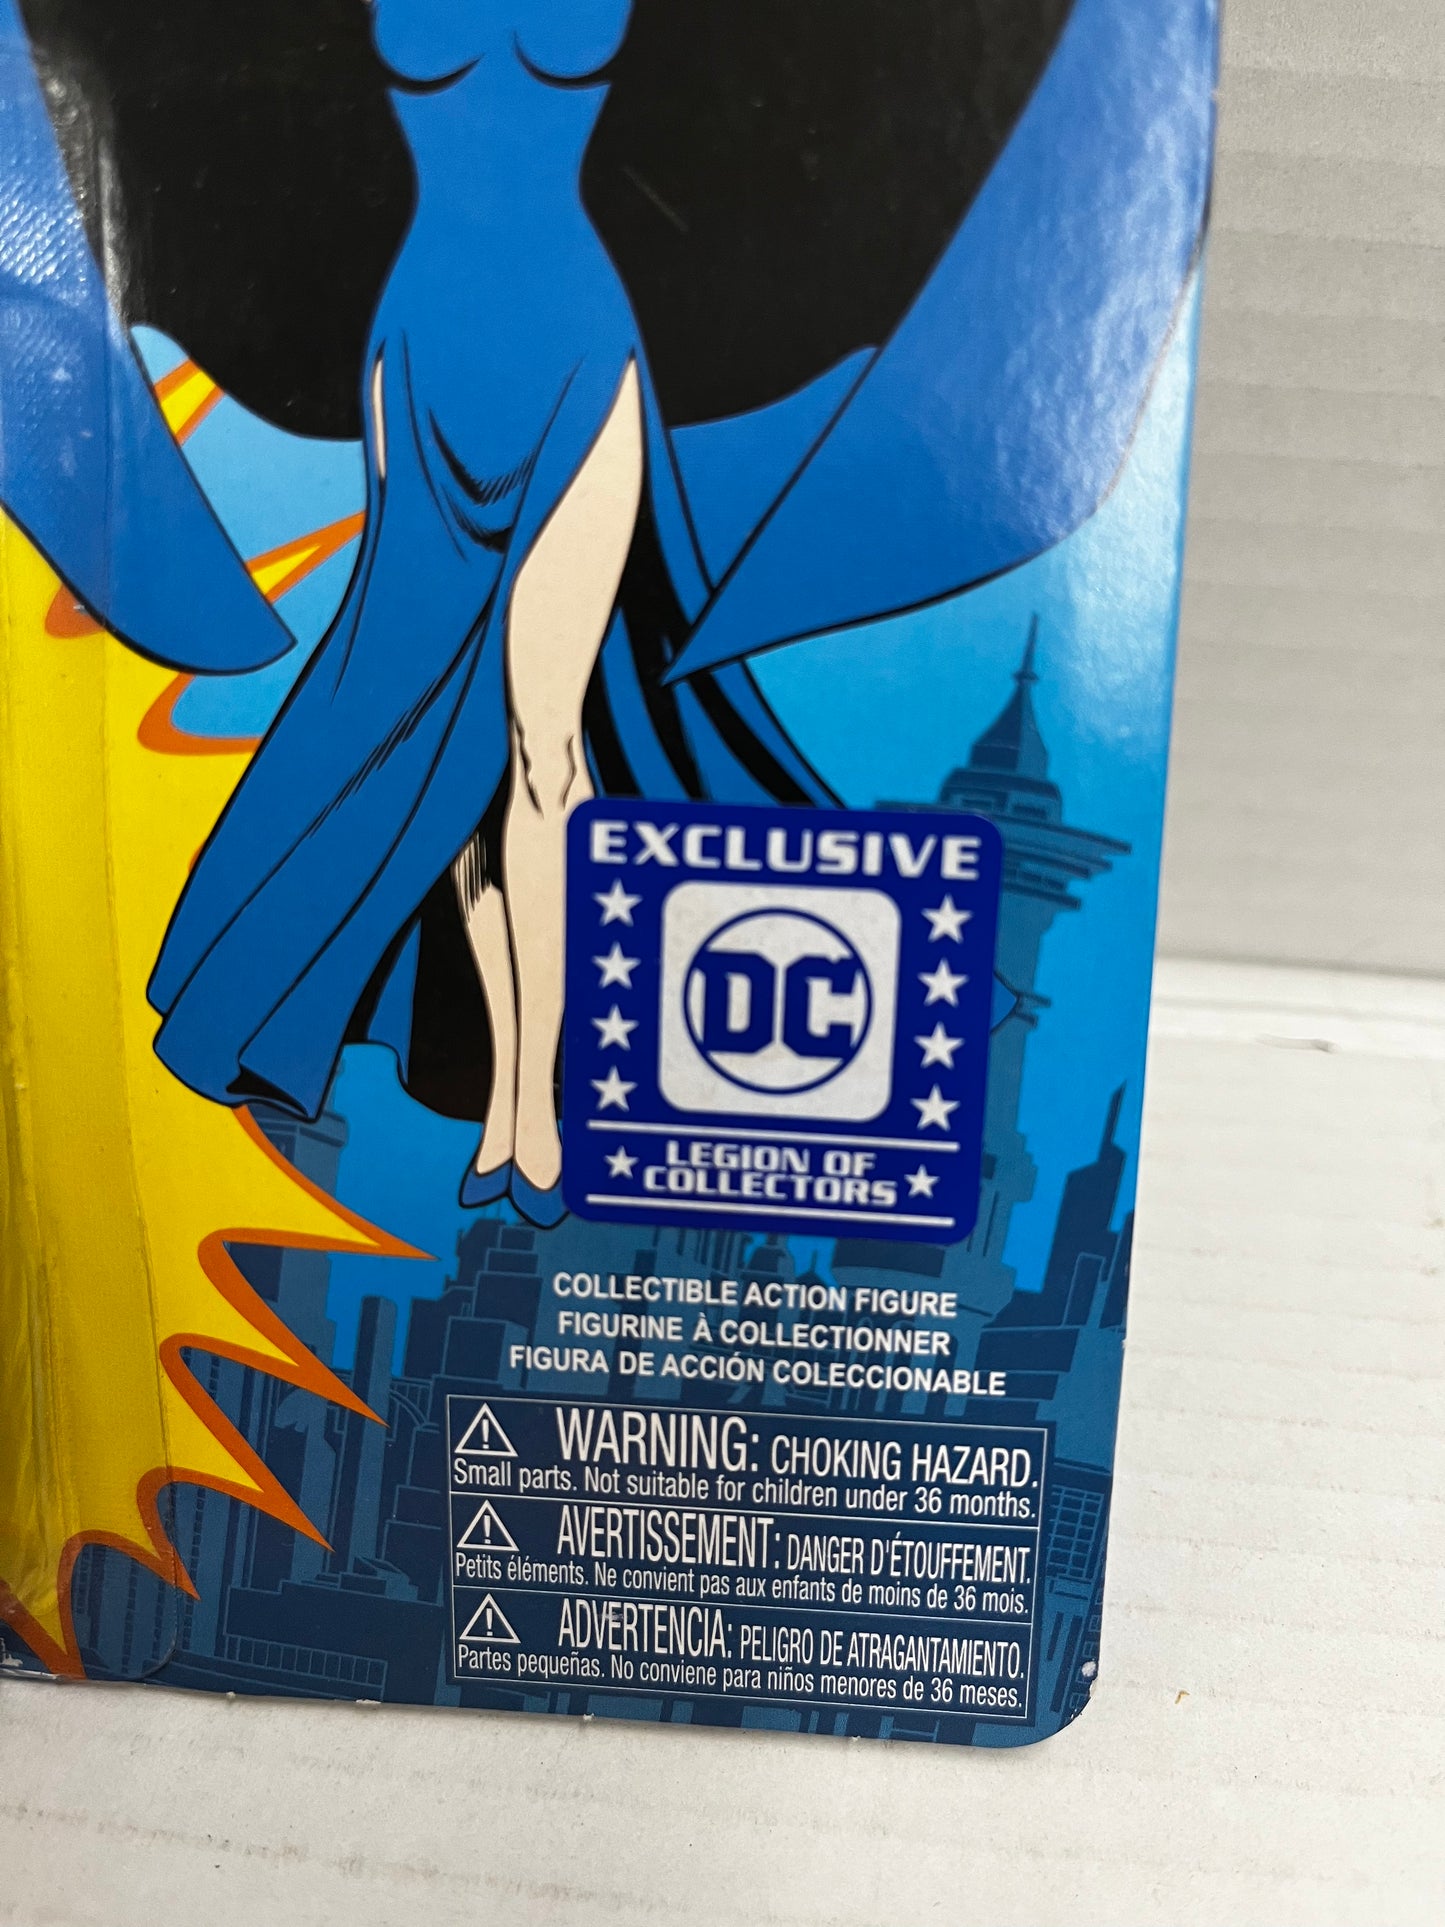 EXCLUSIVE
DC
LEGION OF
COLLECTORS
COLLECTIBLE ACTION FIGURE
FIGURINE À COLLECTIONNER
FIGURA DE ACCIÓN COLECCIONABLE
WARNING: CHOKING HAZARD.
Small parts. Not suitable for children under 36 months.
AVERTISSEMENT: DANGER D'ÉTOUFFEMENT.
Petits éléments. Ne convient pas aux enfants de moins de 36 mois.
ADVERTENCIA: PELIGRO DE ATRAGANTAMIENTO.
Partes pequeñas. No conviene para niños menores de 36 meses.